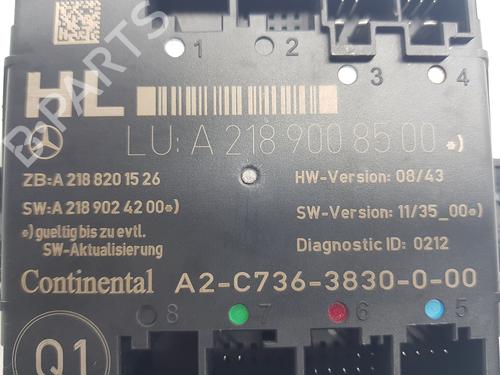 1 2
3 4
HL
LU: A 218 900 85 00 *)
ZB:A 218 820 15 26
HW-Version: 08/43
SW:A 218 902 42 00*)
SW-Version: 11/35_00*)
*) gueltig bis zu evtl.
SW-Aktualisierung
Diagnostic ID: 0212
Continental A2-C736-3830-0-00
8 7 6 5
Q1
B-PARTS